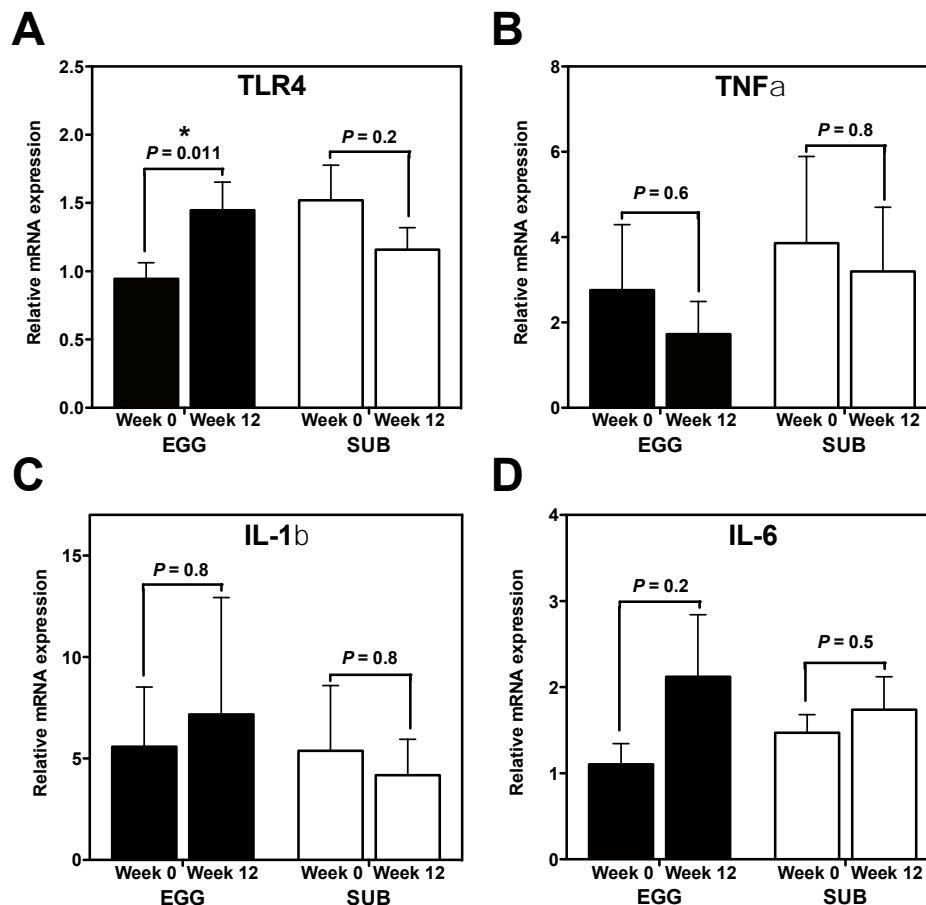 A
TLR4
Relative mRNA expression
2.5
2.0
1.5
1.0
0.5
0.0
*
P = 0.011
P = 0.2
Week 0 Week 12 Week 0 Week 12
EGG SUB
B
TNFa
Relative mRNA expression
8
6
4
2
0
P = 0.6
P = 0.8
Week 0 Week 12 Week 0 Week 12
EGG SUB
C
IL-1b
Relative mRNA expression
15
10
5
0
P = 0.8
P = 0.8
Week 0 Week 12 Week 0 Week 12
EGG SUB
D
IL-6
Relative mRNA expression
4
3
2
1
0
P = 0.2
P = 0.5
Week 0 Week 12 Week 0 Week 12
EGG SUB